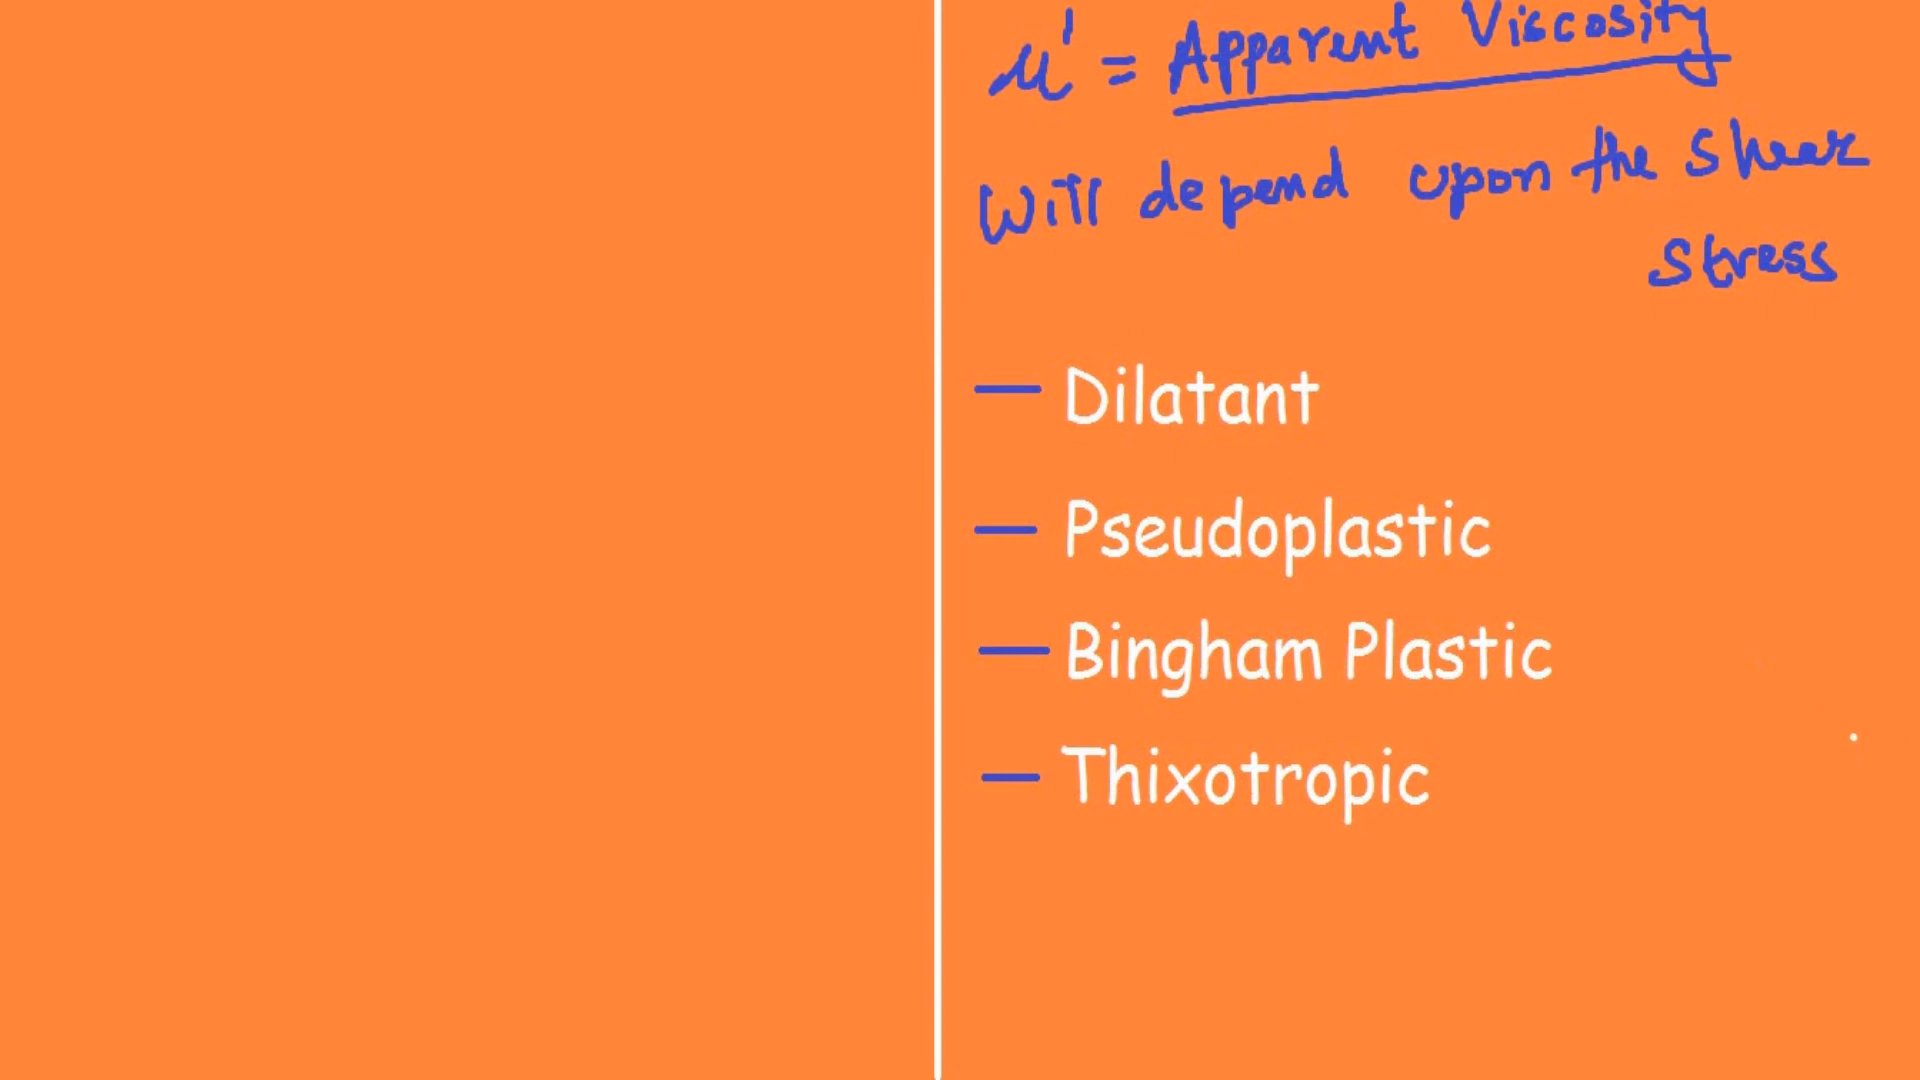 μ' = Apparent Viscosity
Will depend upon the shear
stress
— Dilatant
— Pseudoplastic
— Bingham Plastic
— Thixotropic